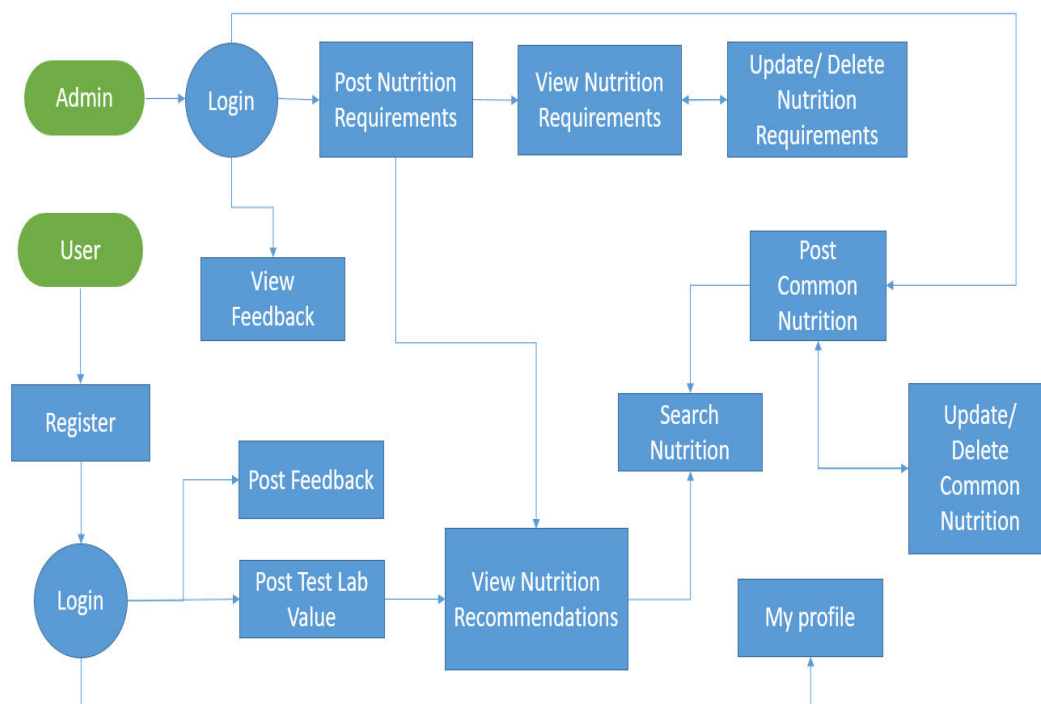 Admin
Login
Post Nutrition
Requirements
View Nutrition
Requirements
Update/ Delete
Nutrition
Requirements
User
View
Feedback
Post
Common
Nutrition
Register
Search
Nutrition
Update/
Delete
Common
Nutrition
Post Feedback
Login
Post Test Lab
Value
View Nutrition
Recommendations
My profile